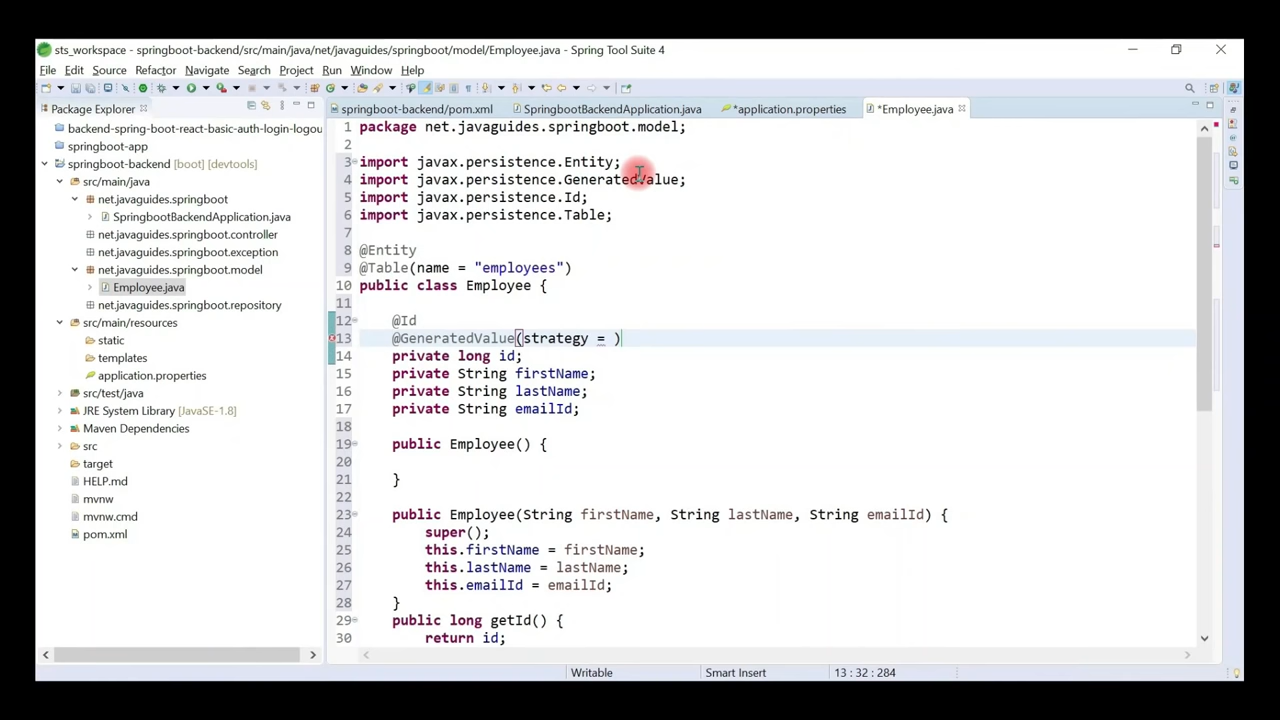 sts_workspace - springboot-backend/src/main/java/net/javaguides/springboot/model/Employee.java - Spring Tool Suite 4
File Edit Source Refactor Navigate Search Project Run Window Help
Package Explorer
springboot-backend/pom.xml SpringbootBackendApplication.java *application.properties *Employee.java
backend-spring-boot-react-basic-auth-login-logou
springboot-app
springboot-backend [boot] [devtools]
src/main/java
net.javaguides.springboot
SpringbootBackendApplication.java
net.javaguides.springboot.controller
net.javaguides.springboot.exception
net.javaguides.springboot.model
Employee.java
net.javaguides.springboot.repository
src/main/resources
static
templates
application.properties
src/test/java
JRE System Library [JavaSE-1.8]
Maven Dependencies
src
target
HELP.md
mvnw
mvnw.cmd
pom.xml
1 package net.javaguides.springboot.model;
2
3 import javax.persistence.Entity;
4 import javax.persistence.GeneratedValue;
5 import javax.persistence.Id;
6 import javax.persistence.Table;
7
8 @Entity
9 @Table(name = "employees")
10 public class Employee {
11
12 @Id
13 @GeneratedValue(strategy = )
14 private long id;
15 private String firstName;
16 private String lastName;
17 private String emailId;
18
19 public Employee() {
20
21 }
22
23 public Employee(String firstName, String lastName, String emailId) {
24 super();
25 this.firstName = firstName;
26 this.lastName = lastName;
27 this.emailId = emailId;
28 }
29 public long getId() {
30 return id;
Writable Smart Insert 13 : 32 : 284